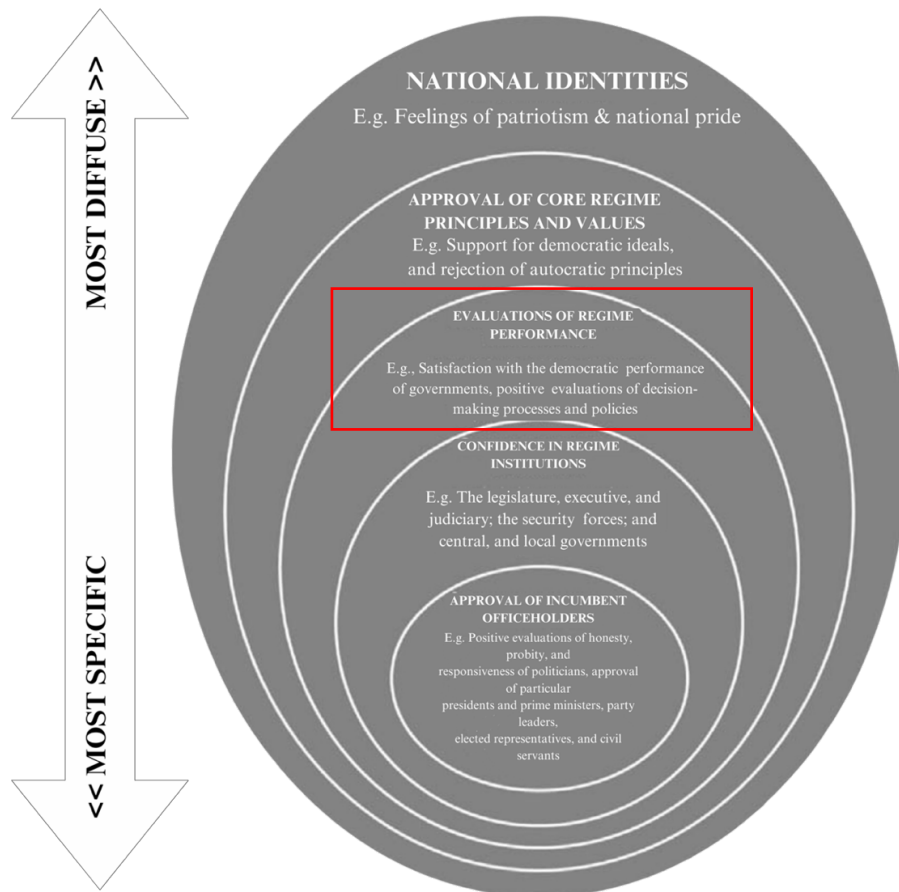 MOST DIFFUSE >>
<< MOST SPECIFIC
NATIONAL IDENTITIES
E.g. Feelings of patriotism & national pride
APPROVAL OF CORE REGIME
PRINCIPLES AND VALUES
E.g. Support for democratic ideals,
and rejection of autocratic principles
EVALUATIONS OF REGIME
PERFORMANCE
E.g., Satisfaction with the democratic performance
of governments, positive evaluations of decision-
making processes and policies
CONFIDENCE IN REGIME
INSTITUTIONS
E.g. The legislature, executive, and
judiciary; the security forces; and
central, and local governments
APPROVAL OF INCUMBENT
OFFICEHOLDERS
E.g. Positive evaluations of honesty,
probity, and
responsiveness of politicians, approval
of particular
presidents and prime ministers, party
leaders,
elected representatives, and civil
servants